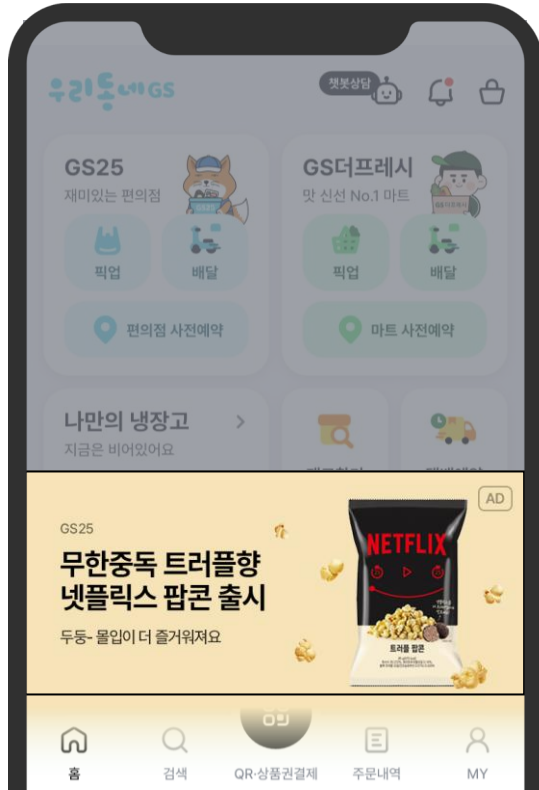 우리동네GS
챗봇상담
GS25
재미있는 편의점
픽업
배달
편의점 사전예약
GS더프레시
맛 신선 No.1 마트
픽업
배달
마트 사전예약
나만의 냉장고 >
지금은 비어있어요
AD
GS25
무한중독 트러플향
넷플릭스 팝콘 출시
두둥- 몰입이 더 즐거워져요
NETFLIX
트러플 팝콘
홈
검색
QR·상품권결제
주문내역
MY